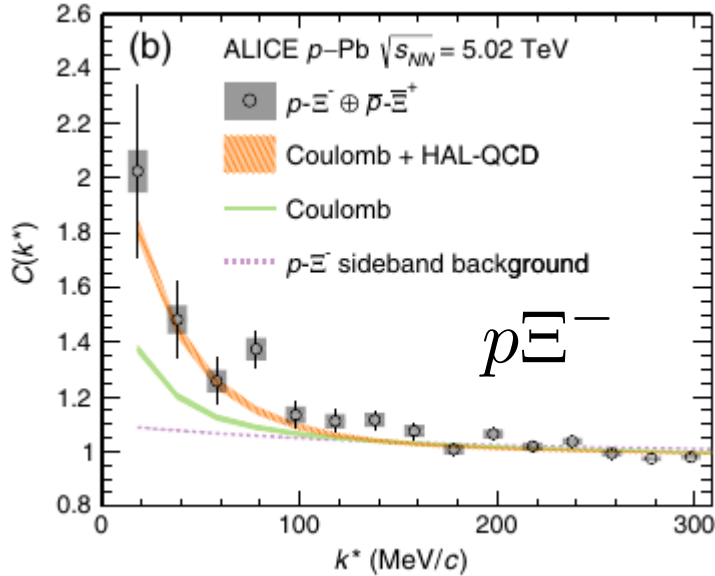 (b) ALICE p–Pb √s_NN = 5.02 TeV
p-Ξ⁻ ⊕ p̅-Ξ̅⁺
Coulomb + HAL-QCD
Coulomb
p-Ξ⁻ sideband background
pΞ⁻
C(k*)
2.6
2.4
2.2
2
1.8
1.6
1.4
1.2
1
0.8
0 100 200 300
k* (MeV/c)